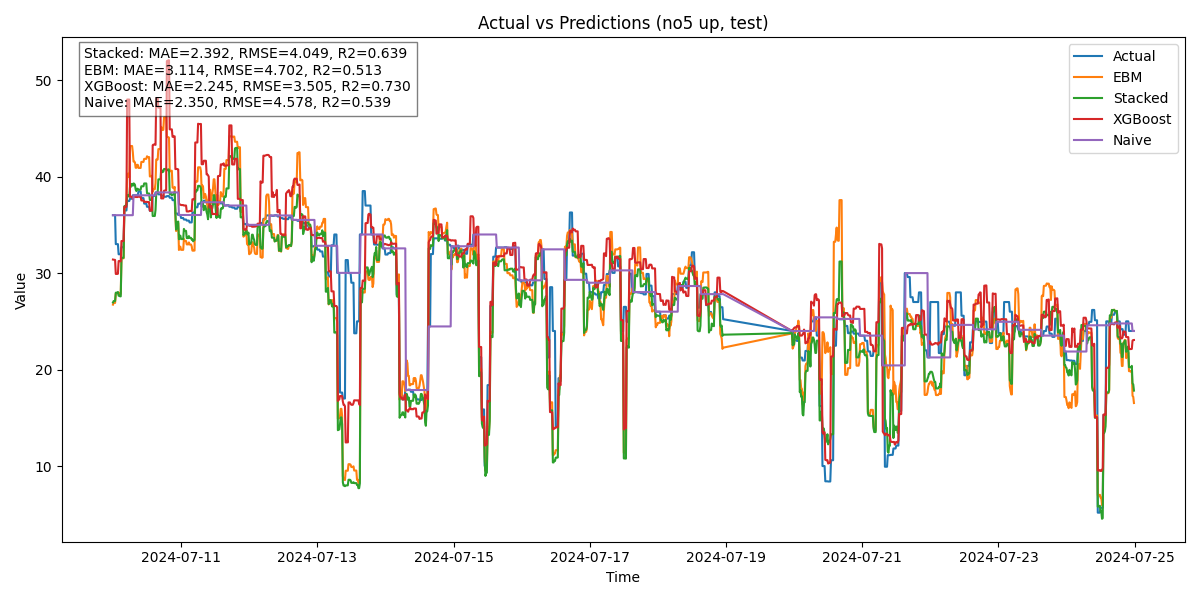 Actual vs Predictions (no5 up, test)
Stacked: MAE=2.392, RMSE=4.049, R2=0.639
EBM: MAE=3.114, RMSE=4.702, R2=0.513
XGBoost: MAE=2.245, RMSE=3.505, R2=0.730
Naive: MAE=2.350, RMSE=4.578, R2=0.539
Actual
EBM
Stacked
XGBoost
Naive
Value
50
40
30
20
10
2024-07-11 2024-07-13 2024-07-15 2024-07-17 2024-07-19 2024-07-21 2024-07-23 2024-07-25
Time